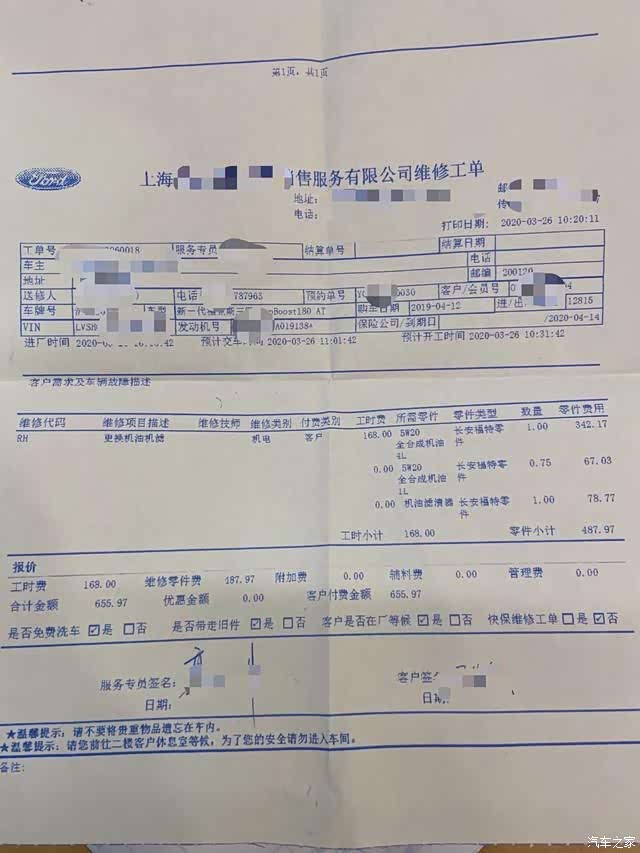 第1页，共1页
Ford
上海 售服务有限公司维修工单
地址：
电话：
打印日期: 2020-03-26 10:20:11
工单号 0018 服务专员 结算单号 结算日期
车主 电话
地址 邮编
送修人 电话 787963 预约单号 0030 客户/会员号
车牌号 车型 购车日期 2019-04-12 12815
VIN 发动机号 A019138 保险公司/到期日 /2020-04-14
进厂时间 预计交车 11:01:42 预计开工时间 2020-03-26 10:31:42
客户需求及车辆故障描述
维修代码 维修项目描述 维修技师 维修类别 付费类别 工时费 所需零件 零件类型 数量 零件费用
RH 更换机油机滤 机电 客户 168.00 5W20全合成机油4L 长安福特零件 1.00 342.17
0.00 5W20全合成机油1L 长安福特零件 0.75 67.03
0.00 机油滤清器 长安福特零件 1.00 78.77
工时小计 168.00 零件小计 487.97
报价
工时费 168.00 维修零件费 487.97 附加费 0.00 辅料费 0.00 管理费 0.00
合计金额 655.97 优惠金额 0.00 客户付费金额 655.97
是否免费洗车 ☑是 □否 是否带走旧件 ☑是 □否 客户是否在厂等候 ☑是 □否 快保维修工单 □是 ☑否
服务专员签名： 客户签
日期： 日期
★温馨提示：请不要将贵重物品遗忘在车内。
★温馨提示：请您前往二楼客户休息室等候，为了您的安全请勿进入车间。
备注：
汽车之家